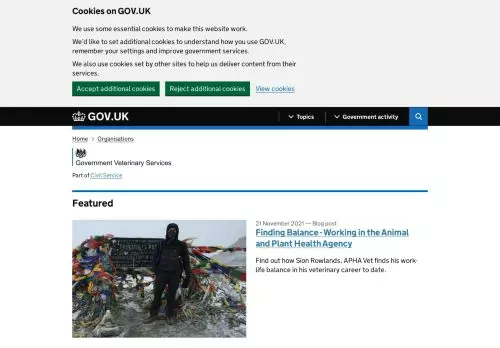 Cookies on GOV.UK
We use some essential cookies to make this website work.
We'd like to set additional cookies to understand how you use GOV.UK,
remember your settings and improve government services.
We also use cookies set by other sites to help us deliver content from their
services.
Accept additional cookies Reject additional cookies View cookies
GOV.UK Topics Government activity
Home Organisations
Government Veterinary Services
Part of Civil Service
Featured
21 November 2021 — Blog post
Finding Balance - Working in the Animal
and Plant Health Agency
Find out how Sion Rowlands, APHA Vet finds his work-
life balance in his veterinary career to date.